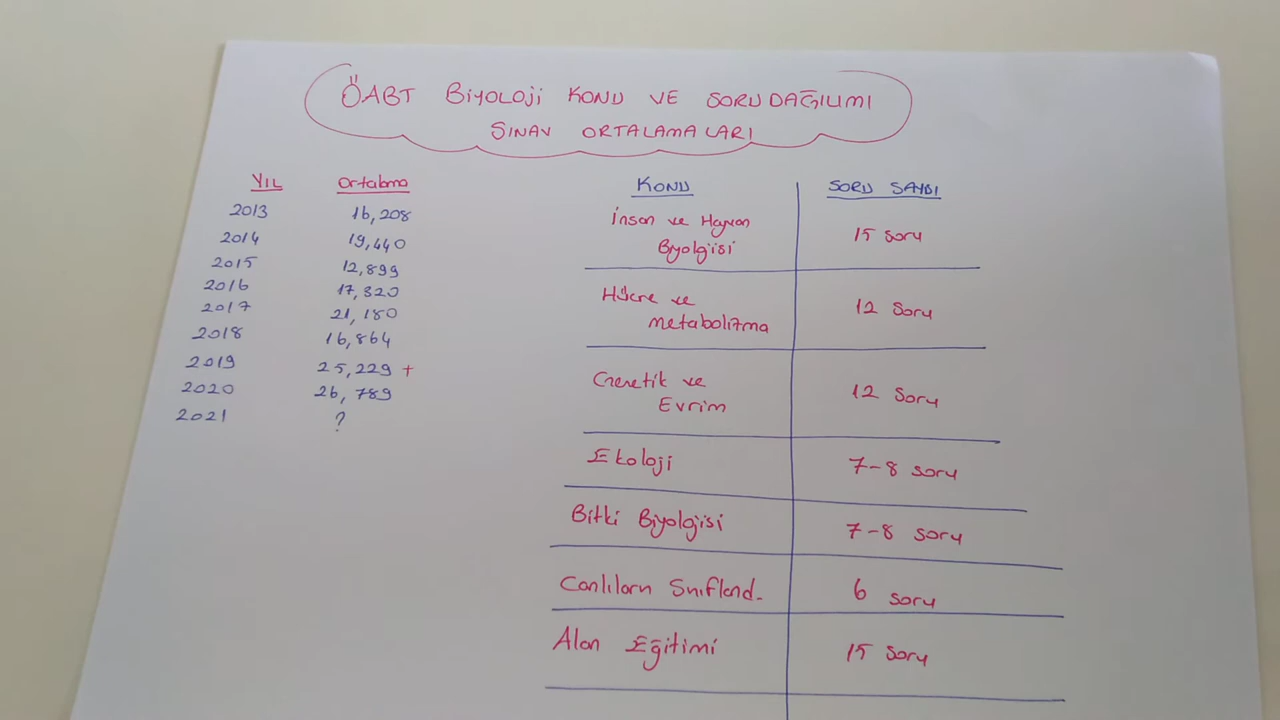 ÖABT BİYOLOJİ KONU VE SORU DAĞILIMI
SINAV ORTALAMALARI
YIL Ortalama
2013 16,208
2014 19,440
2015 12,899
2016 17,320
2017 21,180
2018 16,864
2019 25,229 +
2020 26,789
2021 ?
KONU SORU SAYISI
İnsan ve Hayvan
Biyolojisi 15 soru
Hücre ve
metabolizma 12 Soru
Genetik ve
Evrim 12 Soru
Ekoloji 7-8 soru
Bitki Biyolojisi 7-8 soru
Canlıların Sınıfland. 6 soru
Alan Eğitimi 15 soru